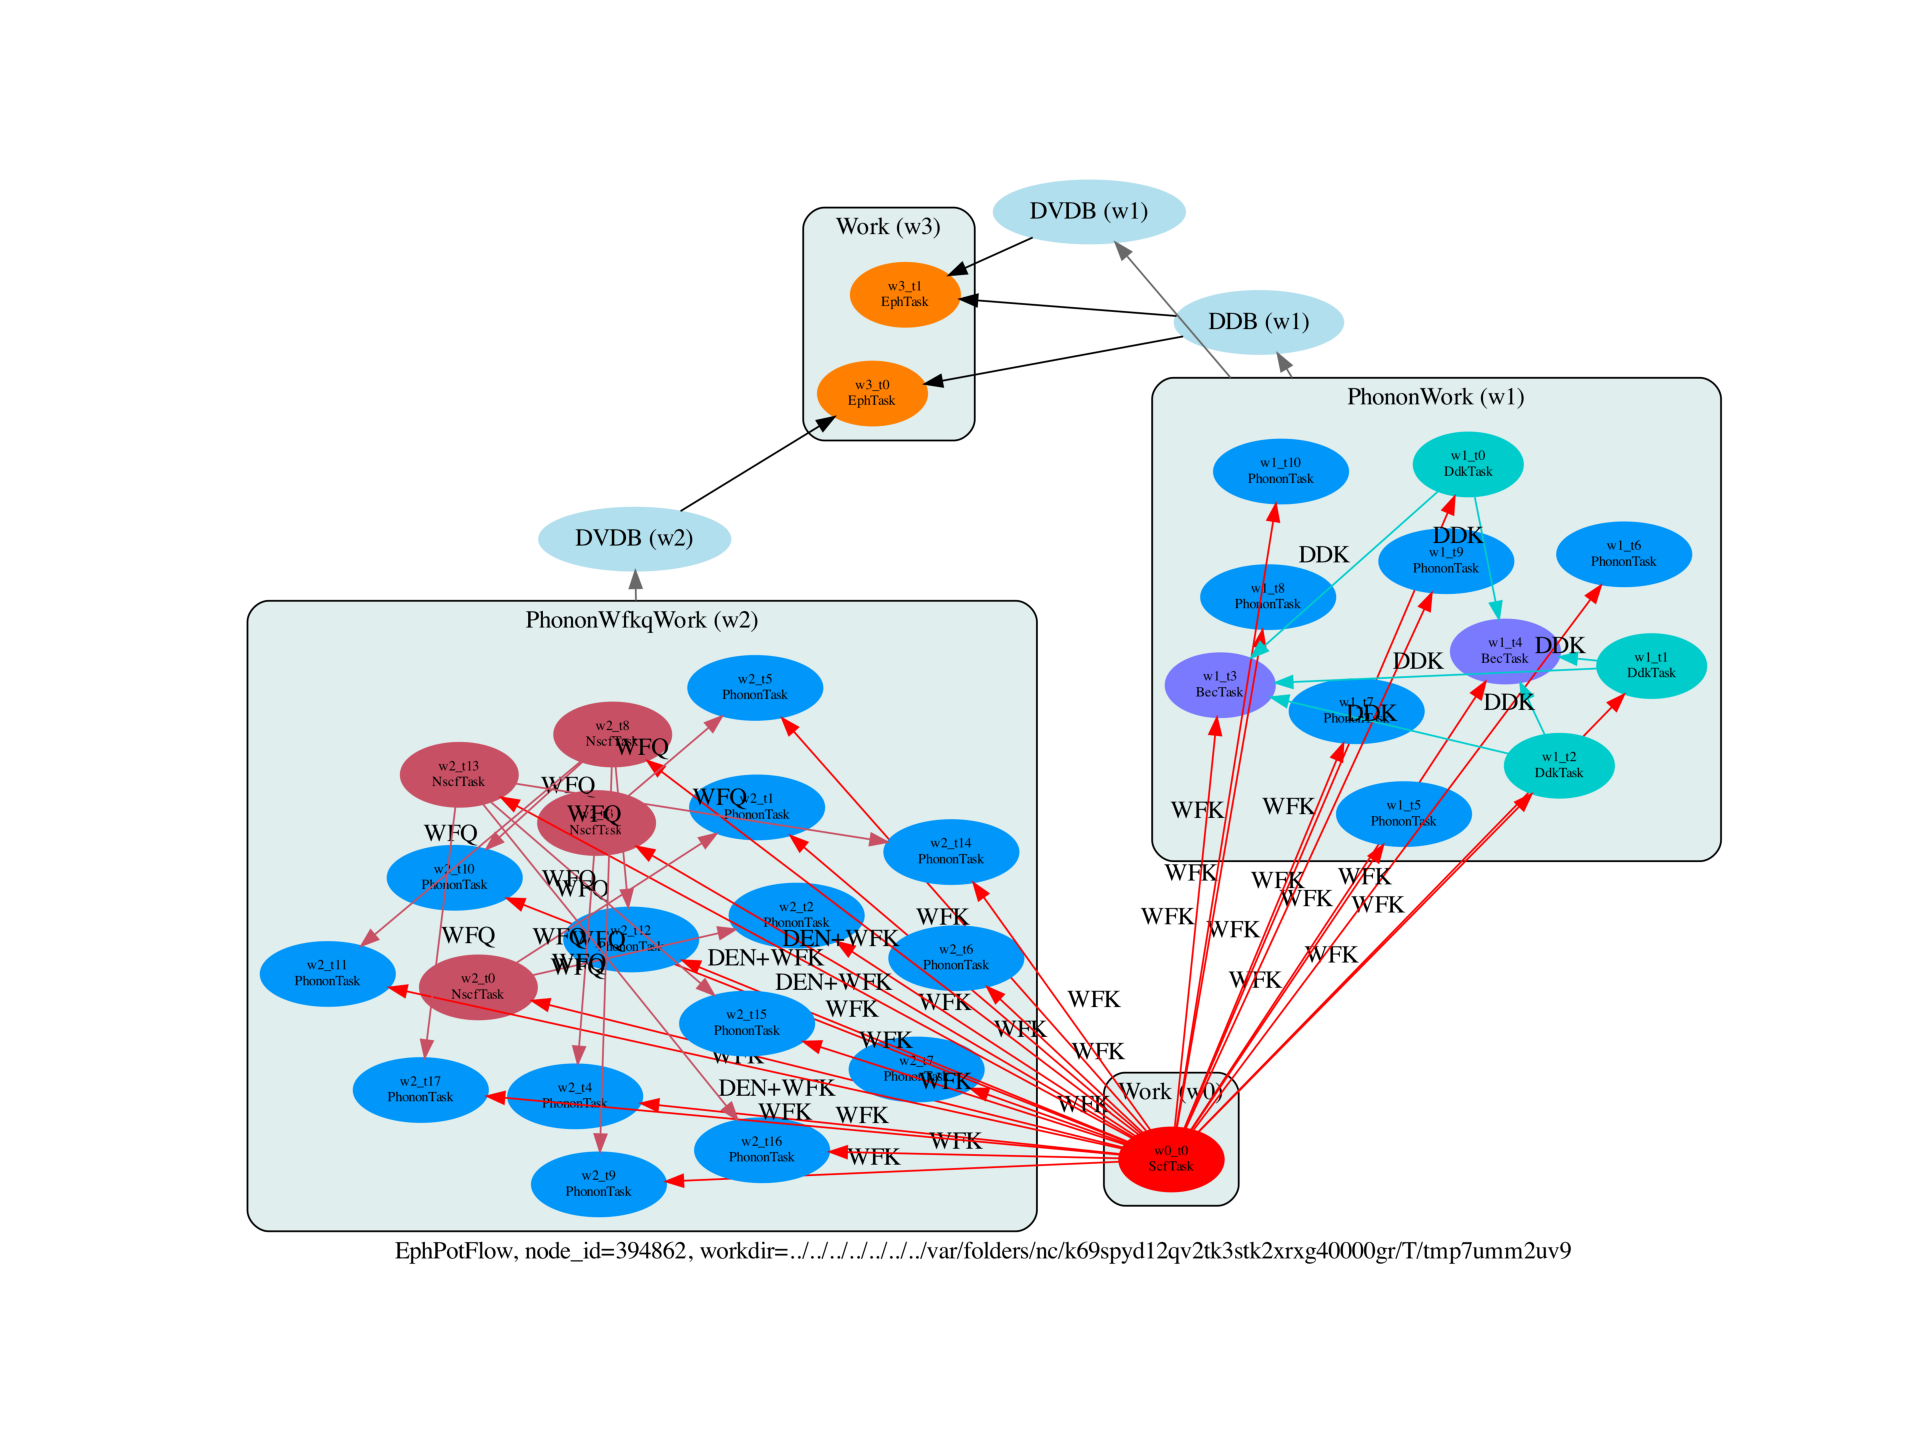 DVDB (w1)
Work (w3)
w3_t1
EphTask
DDB (w1)
w3_t0
EphTask
PhononWork (w1)
w1_t10
PhononTask
w1_t0
DdkTask
DDK
DDK
w1_t9
PhononTask
w1_t6
PhononTask
DVDB (w2)
w1_t8
PhononTask
PhononWfkqWork (w2)
w1_t4
BecTask
DDK
DDK
w1_t1
DdkTask
w1_t3
BecTask
w1_t7
DDK
DDK
w1_t2
DdkTask
w2_t5
PhononTask
w2_t8
NscfTask
WFQ
w2_t13
NscfTask
WFQ
WFQ
w2_t1
PhononTask
WFQ
NscfTask
WFK
WFK
w1_t5
PhononTask
WFQ
w2_t14
PhononTask
w2_t10
PhononTask
WFQ
WFQ
WFK
WFK
WFK
WFK
WFK
w2_t2
PhononTask
WFK
WFK
WFK
WFQ
WFQ
WFQ
w2_t12
PhononTask
DEN+WFK
DEN+WFK
w2_t6
PhononTask
WFK
WFQ
WFQ
w2_t11
PhononTask
w2_t0
NscfTask
DEN+WFK
WFK
WFK
WFK
WFK
w2_t15
PhononTask
WFK
WFK
WFK
WFK
w2_t7
PhononTask
WFK
w2_t17
PhononTask
w2_t4
PhononTask
DEN+WFK
WFK
WFK
WFK
Work (w0)
w2_t16
PhononTask
WFK
WFK
w0_t0
ScfTask
w2_t9
PhononTask
EphPotFlow, node_id=394862, workdir=../../../../../../../var/folders/nc/k69spyd12qv2tk3stk2xrxg40000gr/T/tmp7umm2uv9